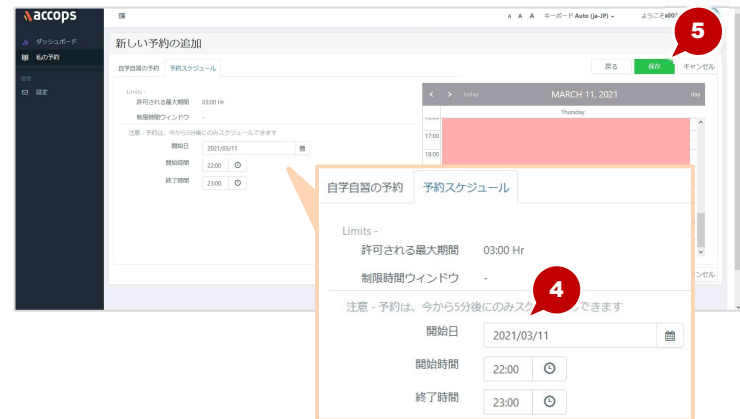 accops
A A A キーボード Auto (ja-JP)
ようこそ
5
ダッシュボード
私の予約
設定
設定
新しい予約の追加
自学自習の予約 予約スケジュール
戻る 保存 キャンセル
Limits -
許可される最大期間 03:00 Hr
制限時間ウィンドウ -
注意 - 予約は、今から5分後にのみスケジュールできます
開始日 2021/03/11
開始時間 22:00
終了時間 23:00
< > today MARCH 11, 2021 day
Thursday
17:00
18:00
自学自習の予約 予約スケジュール
Limits -
許可される最大期間 03:00 Hr
制限時間ウィンドウ -
4
注意 - 予約は、今から5分後にのみスケ できます
開始日 2021/03/11
開始時間 22:00
終了時間 23:00